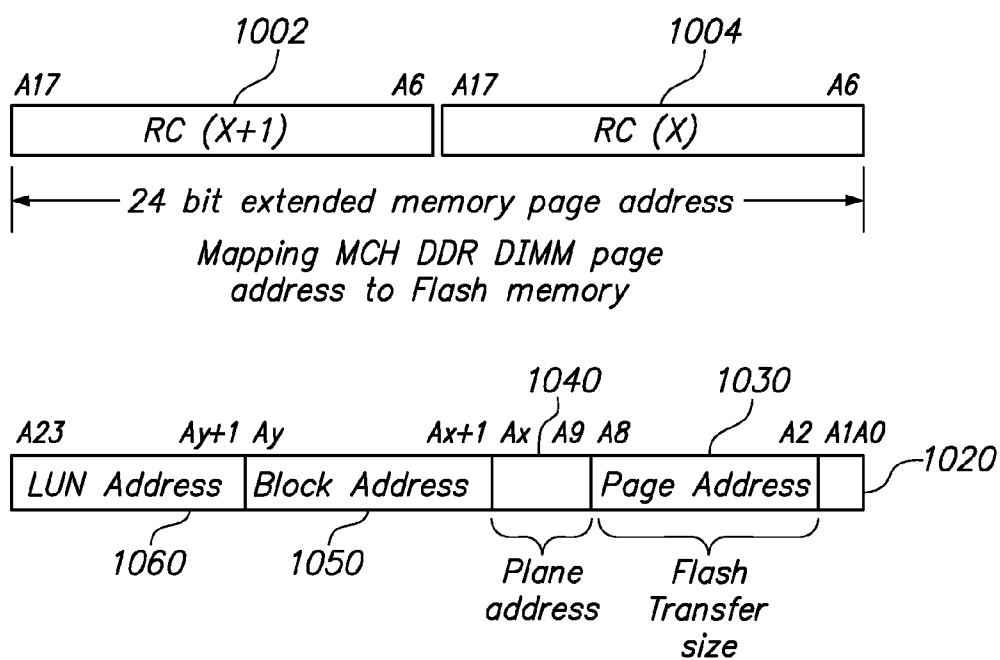 1002
1004
A17 A6 A17 A6
RC (X+1) RC (X)
24 bit extended memory page address
Mapping MCH DDR DIMM page
address to Flash memory
1040
1030
A23 Ay+1 Ay Ax+1 Ax A9 A8 A2 A1A0
1020
LUN Address Block Address Page Address
1060
1050
Plane
address
Flash
Transfer
size